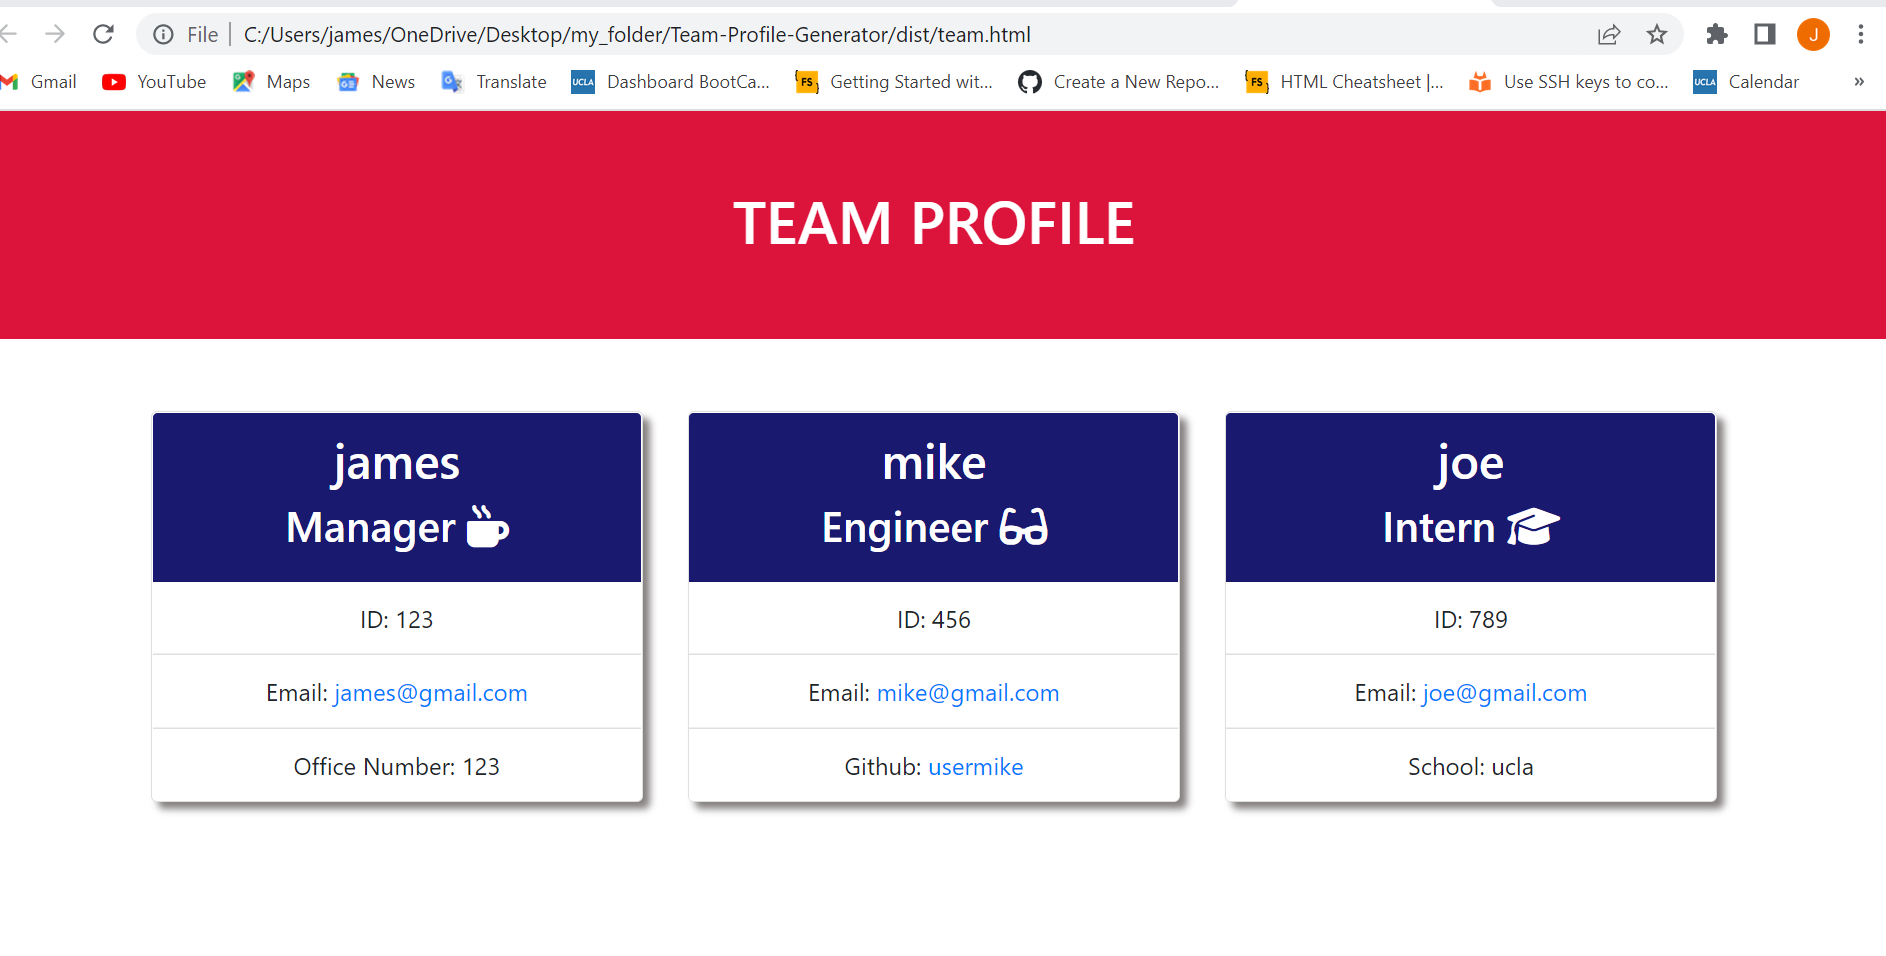 File C:/Users/james/OneDrive/Desktop/my_folder/Team-Profile-Generator/dist/team.html J
Gmail YouTube Maps News Translate UCLA Dashboard BootCa... FS Getting Started wit... Create a New Repo... FS HTML Cheatsheet |... Use SSH keys to co... UCLA Calendar »
TEAM PROFILE
james
Manager
ID: 123
Email: james@gmail.com
Office Number: 123
mike
Engineer
ID: 456
Email: mike@gmail.com
Github: usermike
joe
Intern
ID: 789
Email: joe@gmail.com
School: ucla